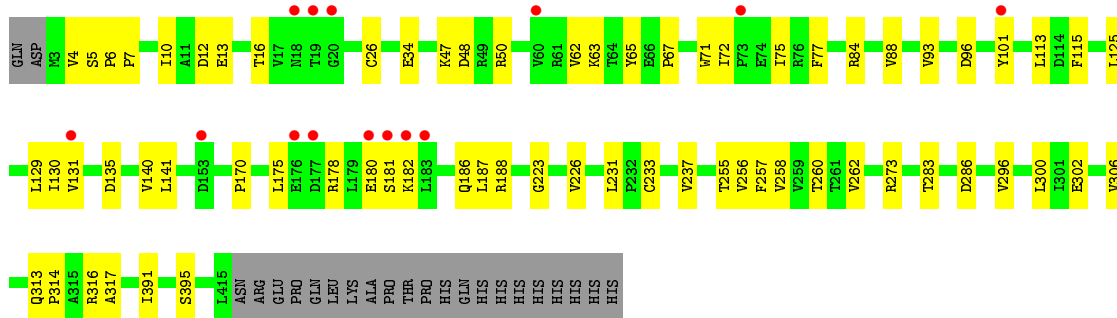 GLN ASP M3 V4 S5 P6 P7 I10 A11 D12 E13 T16 V17 N18 T19 G20 C26 E34 K47 D48 R49 R50 V60 R61 V62 K63 T64 Y65 E66 P67 W71 I72 P73 E74 I75 R76 F77 R84 V88 V93 D96 Y101 L113 D114 F115 L125
L129 I130 V131 D135 V140 L141 D153 P170 L175 E176 D177 R178 L179 E180 S181 K182 L183 Q186 L187 R188 G223 V226 L231 P232 C233 V237 T255 V256 F257 V258 V259 T260 T261 V262 R273 T283 D286 V296 L300 I301 E302 V306
Q313 P314 A315 R316 A317 I391 S395 L415 ASN ARG GLU PRO GLN LEU LYS ALA PRO THR PRO HIS GLN HIS HIS HIS HIS HIS HIS HIS HIS